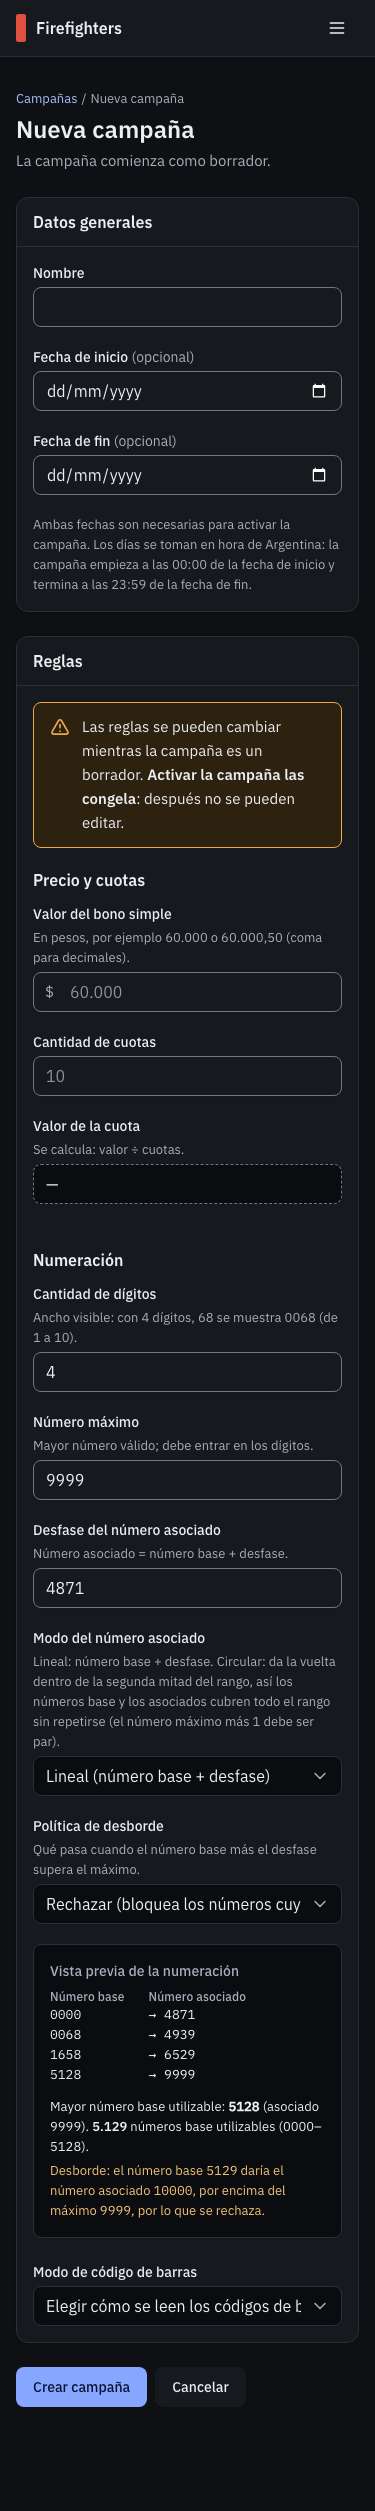 Firefighters
Campañas / Nueva campaña
Nueva campaña
La campaña comienza como borrador.
Datos generales
Nombre
Fecha de inicio (opcional)
dd/mm/yyyy
Fecha de fin (opcional)
dd/mm/yyyy
Ambas fechas son necesarias para activar la
campaña. Los días se toman en hora de Argentina: la
campaña empieza a las 00:00 de la fecha de inicio y
termina a las 23:59 de la fecha de fin.
Reglas
Las reglas se pueden cambiar
mientras la campaña es un
borrador. Activar la campaña las
congela: después no se pueden
editar.
Precio y cuotas
Valor del bono simple
En pesos, por ejemplo 60.000 o 60.000,50 (coma
para decimales).
$ 60.000
Cantidad de cuotas
10
Valor de la cuota
Se calcula: valor ÷ cuotas.
—
Numeración
Cantidad de dígitos
Ancho visible: con 4 dígitos, 68 se muestra 0068 (de
1 a 10).
4
Número máximo
Mayor número válido; debe entrar en los dígitos.
9999
Desfase del número asociado
Número asociado = número base + desfase.
4871
Modo del número asociado
Lineal: número base + desfase. Circular: da la vuelta
dentro de la segunda mitad del rango, así los
números base y los asociados cubren todo el rango
sin repetirse (el número máximo más 1 debe ser
par).
Lineal (número base + desfase)
Política de desborde
Qué pasa cuando el número base más el desfase
supera el máximo.
Rechazar (bloquea los números cuy
Vista previa de la numeración
Número base Número asociado
0000 → 4871
0068 → 4939
1658 → 6529
5128 → 9999
Mayor número base utilizable: 5128 (asociado
9999). 5.129 números base utilizables (0000–
5128).
Desborde: el número base 5129 daría el
número asociado 10000, por encima del
máximo 9999, por lo que se rechaza.
Modo de código de barras
Elegir cómo se leen los códigos de b
Crear campaña Cancelar